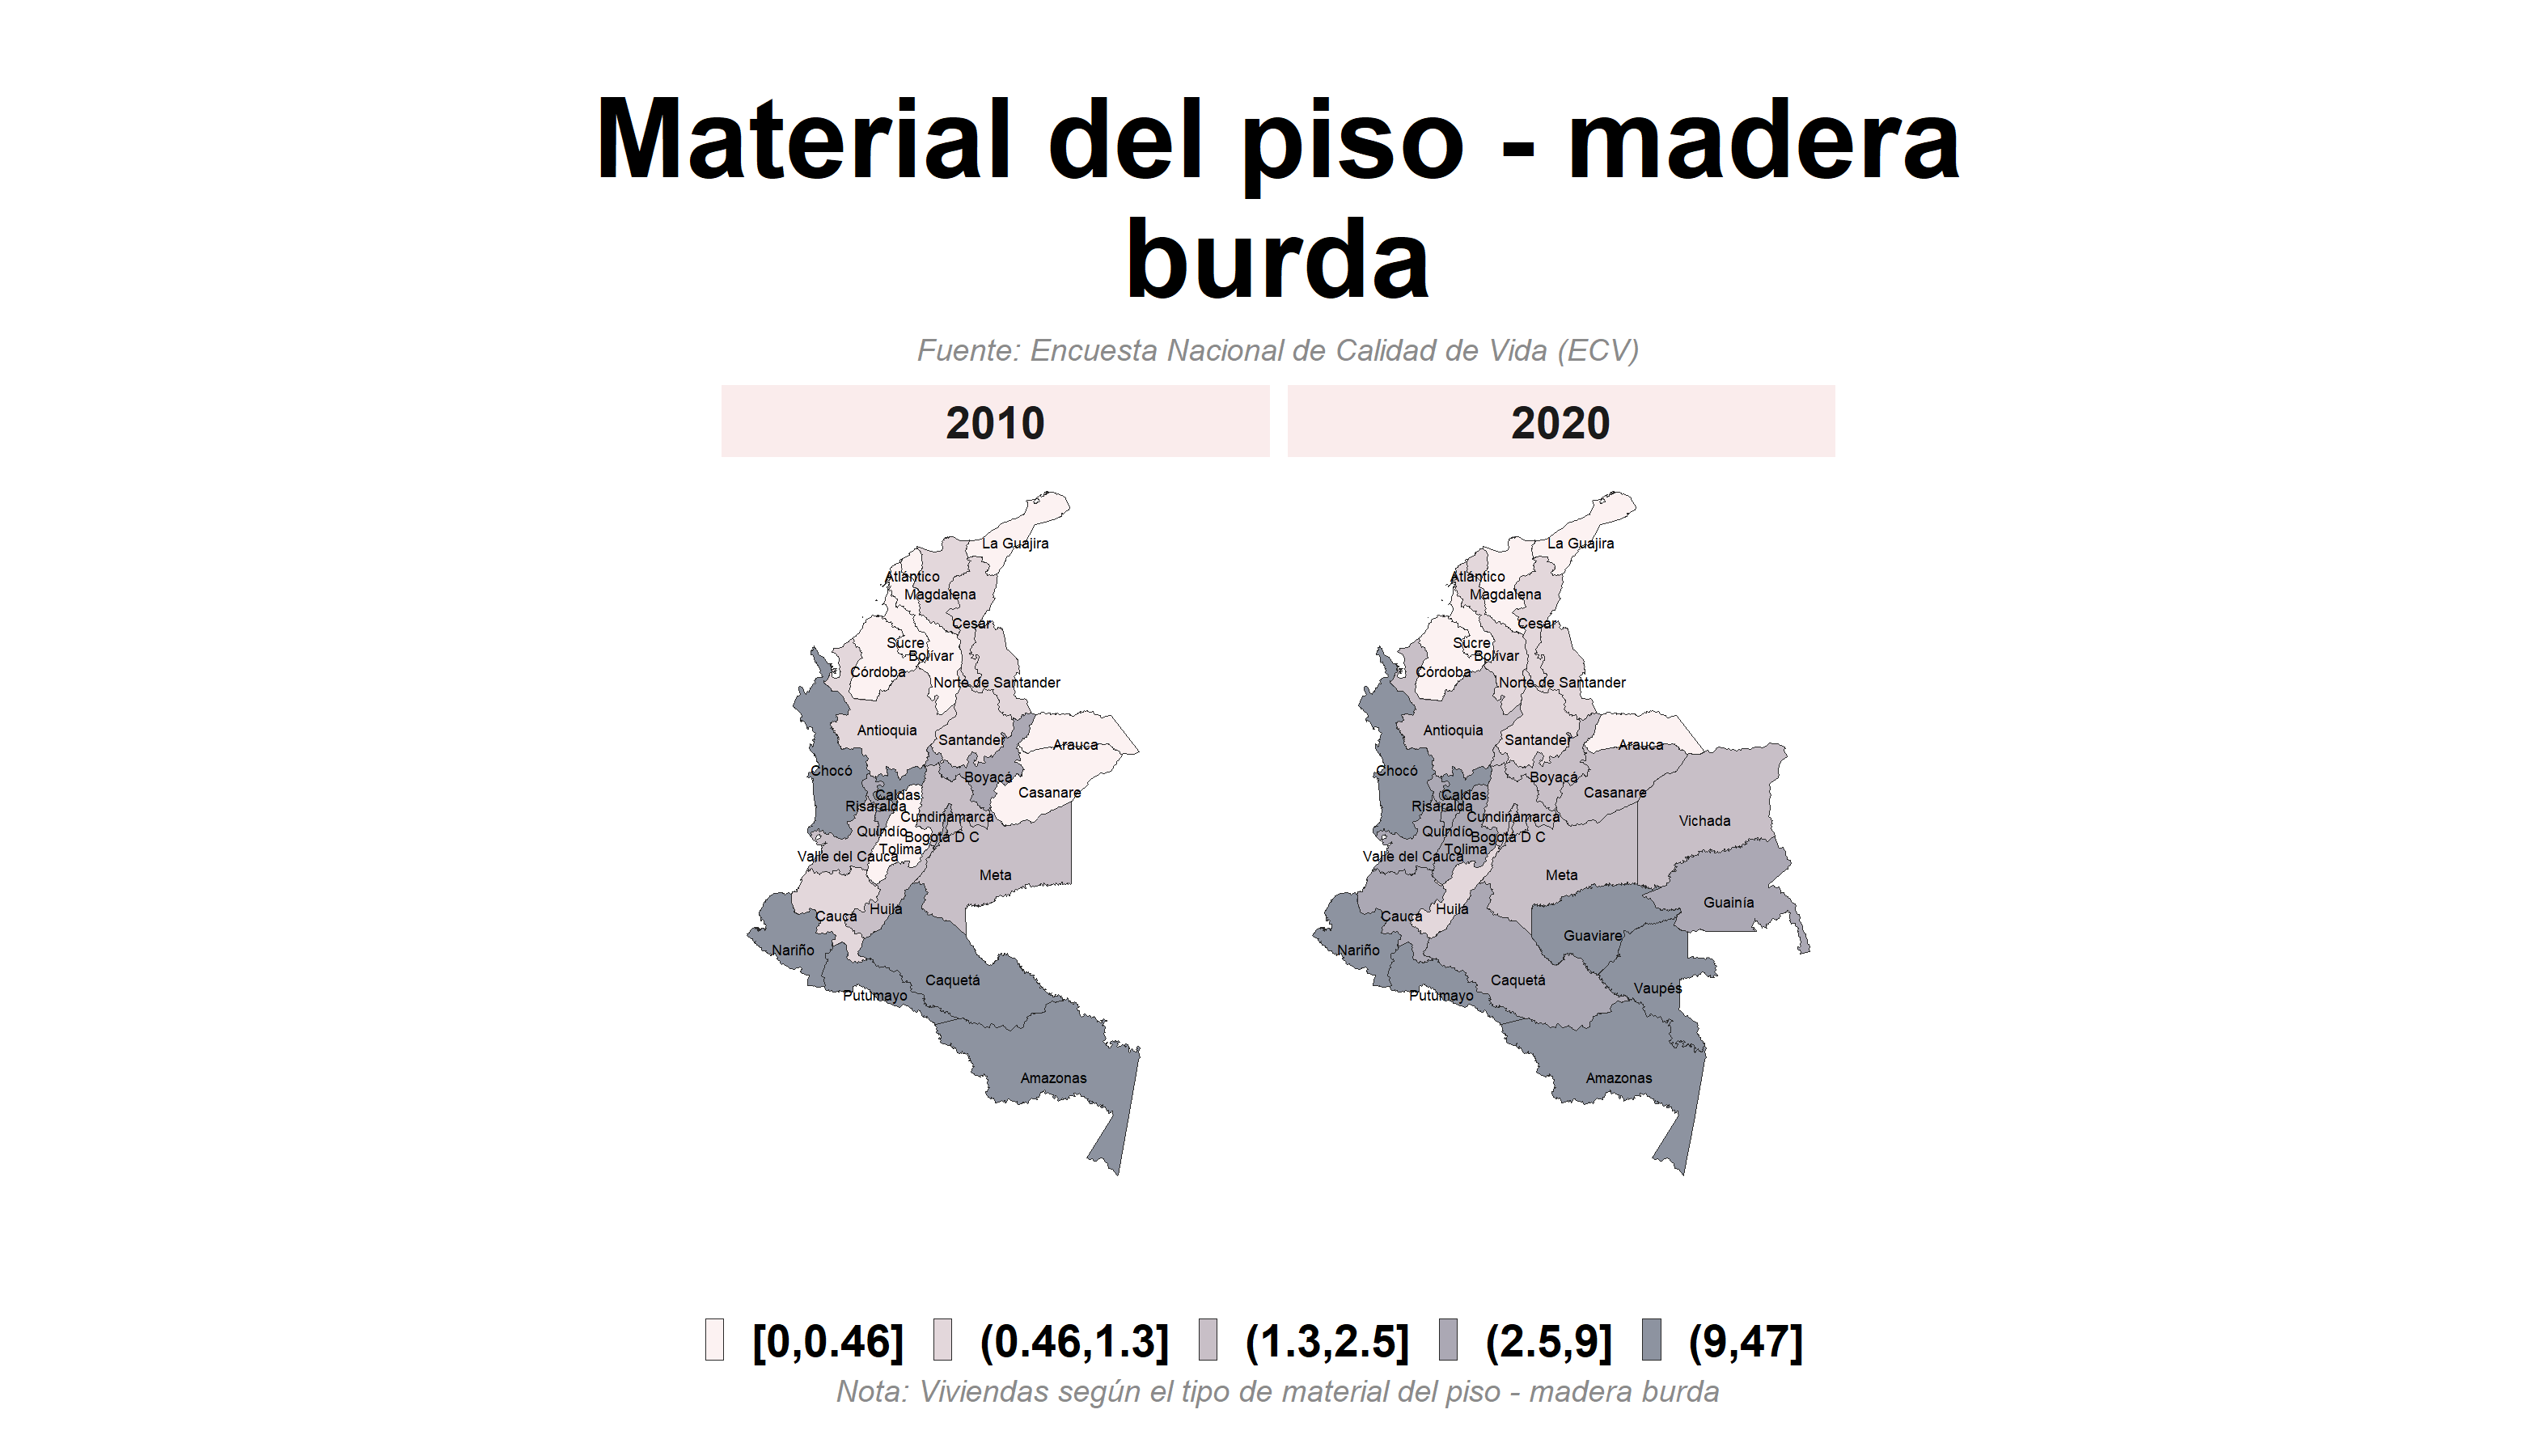 Material del piso - madera
burda
Fuente: Encuesta Nacional de Calidad de Vida (ECV)
2010
2020
La Guajira
Atlántico
Magdalena
Cesar
Sucre
Bolívar
Córdoba
Norte de Santander
Antioquia
Santander
Arauca
Chocó
Boyacá
Casanare
Caldas
Risaralda
Cundinamarca
Quindío
Bogotá D C
Tolima
Valle del Cauca
Meta
Huila
Cauca
Nariño
Caquetá
Putumayo
Amazonas
La Guajira
Atlántico
Magdalena
Cesar
Sucre
Bolívar
Córdoba
Norte de Santander
Antioquia
Santander
Arauca
Chocó
Boyacá
Casanare
Caldas
Risaralda
Cundinamarca
Vichada
Quindío
Bogotá D C
Tolima
Valle del Cauca
Meta
Guainía
Huila
Cauca
Guaviare
Nariño
Caquetá
Vaupés
Putumayo
Amazonas
[0,0.46] (0.46,1.3] (1.3,2.5] (2.5,9] (9,47]
Nota: Viviendas según el tipo de material del piso - madera burda